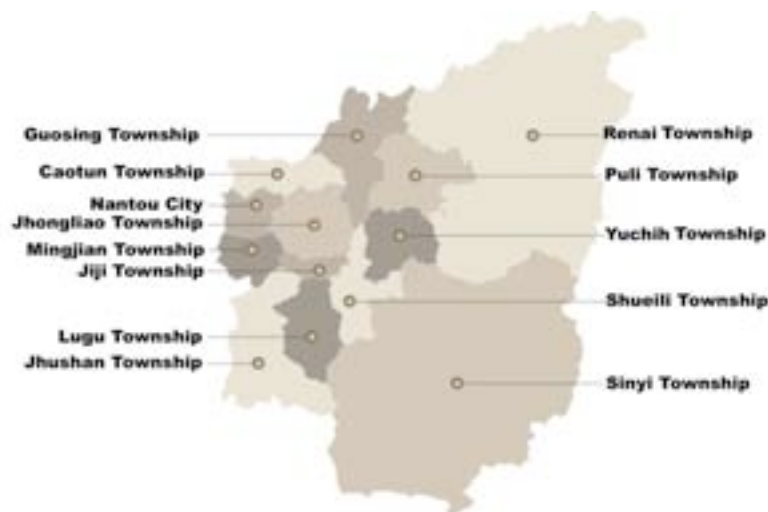 Guosing Township
Caotun Township
Nantou City
Jhongliao Township
Mingjian Township
Jiji Township
Lugu Township
Jhushan Township
Renai Township
Puli Township
Yuchih Township
Shueili Township
Sinyi Township